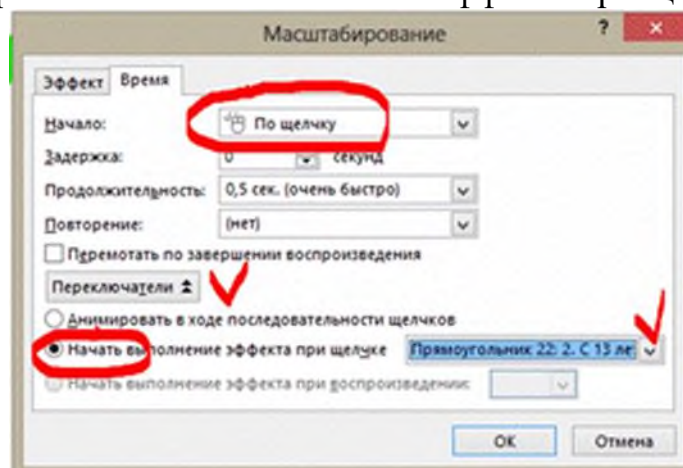 Масштабирование ?
Эффект Время
Начало: По щелчку
Задержка: 0 секунд
Продолжительность: 0,5 сек. (очень быстро)
Повторение: (нет)
Перемотать по завершении воспроизведения
Переключатели
Анимировать в ходе последовательности щелчков
Начать выполнение эффекта при щелчке Прямоугольник 22: 2. С 13 ле
Начать выполнение эффекта при воспроизведении:
ОК Отмена